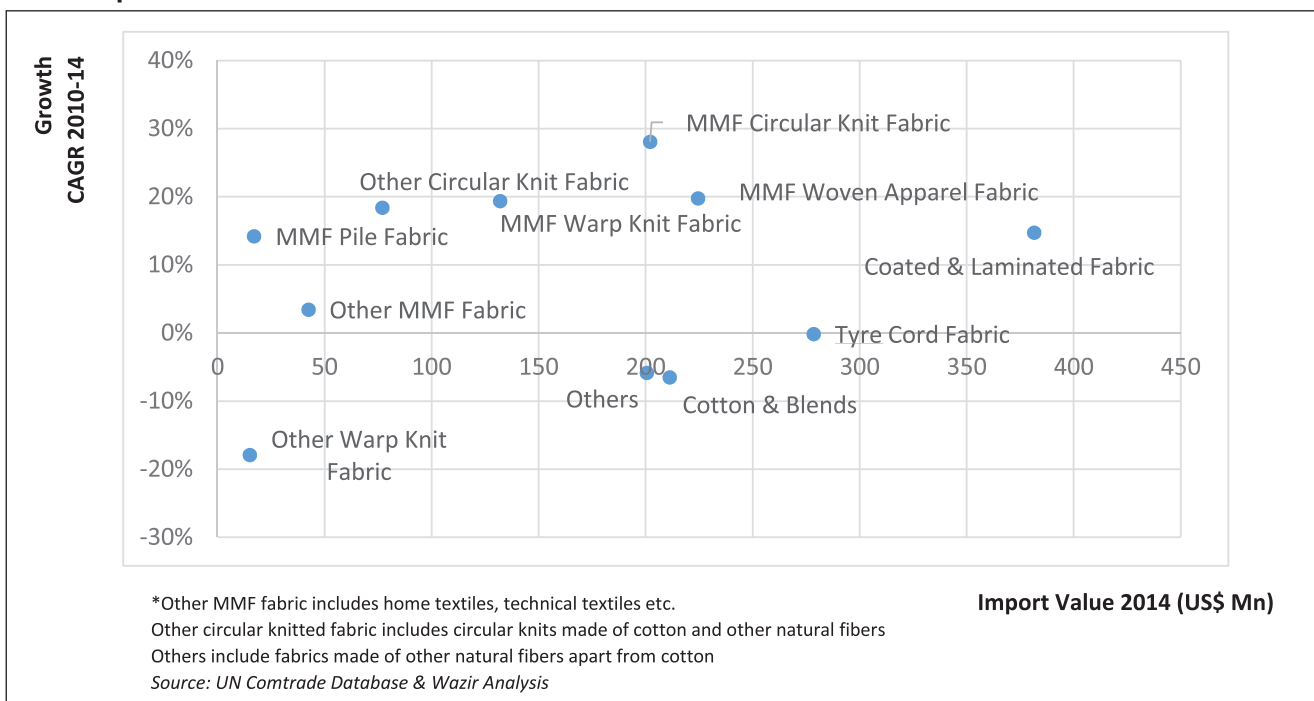 Growth
CAGR 2010-14
40%
30%
20%
10%
0%
-10%
-20%
-30%
0 50 100 150 200 250 300 350 400 450
MMF Circular Knit Fabric
Other Circular Knit Fabric
MMF Woven Apparel Fabric
MMF Warp Knit Fabric
MMF Pile Fabric
Coated & Laminated Fabric
Other MMF Fabric
Tyre Cord Fabric
Others
Cotton & Blends
Other Warp Knit
Fabric
Import Value 2014 (US$ Mn)
*Other MMF fabric includes home textiles, technical textiles etc.
Other circular knitted fabric includes circular knits made of cotton and other natural fibers
Others include fabrics made of other natural fibers apart from cotton
Source: UN Comtrade Database & Wazir Analysis